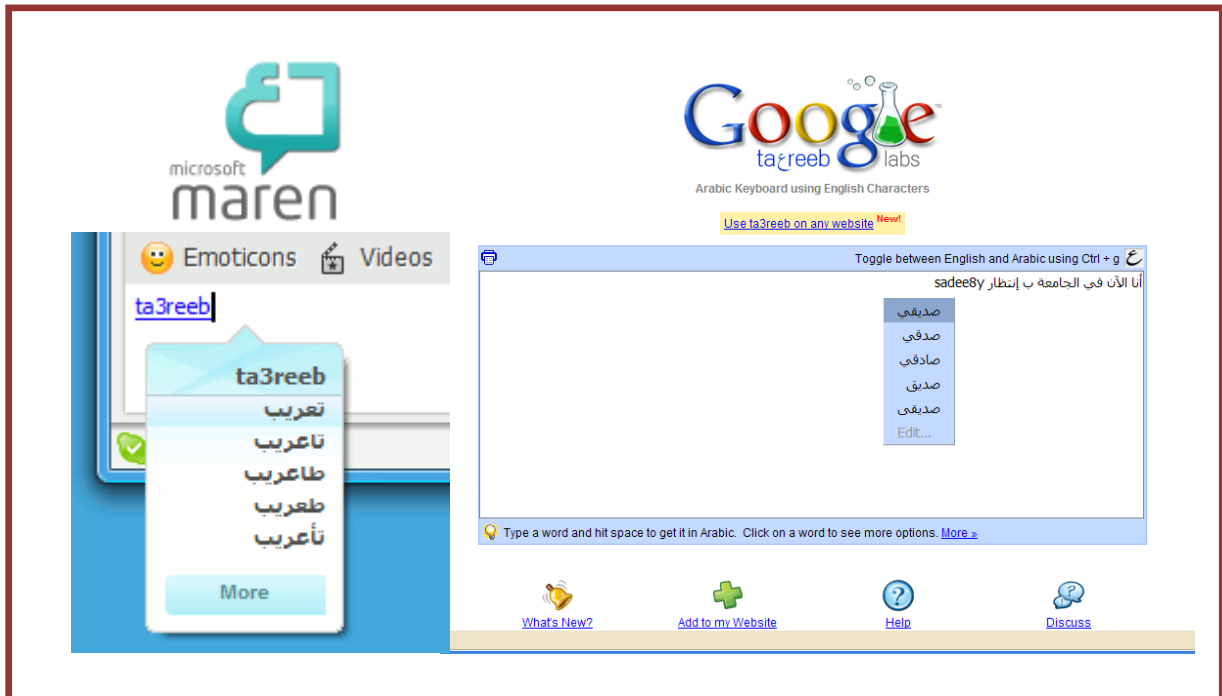 microsoft
maren
Emoticons Videos
ta3reeb
ta3reeb
تعريب
تاعريب
طاعريب
طعريب
تأعريب
More
Google™
taعreeb labs
Arabic Keyboard using English Characters
Use ta3reeb on any website New!
Toggle between English and Arabic using Ctrl + g ع
أنا الآن في الجامعة ب إنتظار sadee8y
صديقي
صدقي
صادقي
صديق
صديقى
Edit...
Type a word and hit space to get it in Arabic. Click on a word to see more options. More »
What's New? Add to my Website Help Discuss